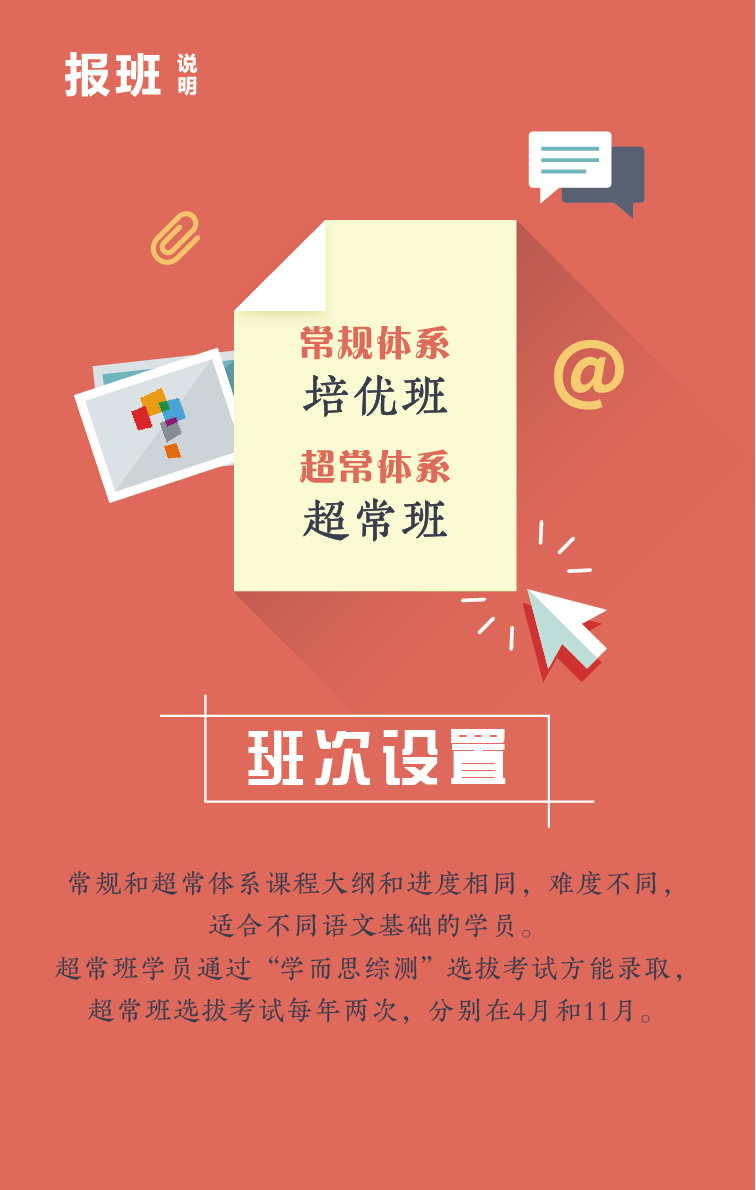 报班 说明
@
常规体系
培优班
超常体系
超常班
班次设置
常规和超常体系课程大纲和进度相同，难度不同，
适合不同语文基础的学员。
超常班学员通过“学而思综测”选拔考试方能录取，
超常班选拔考试每年两次，分别在4月和11月。